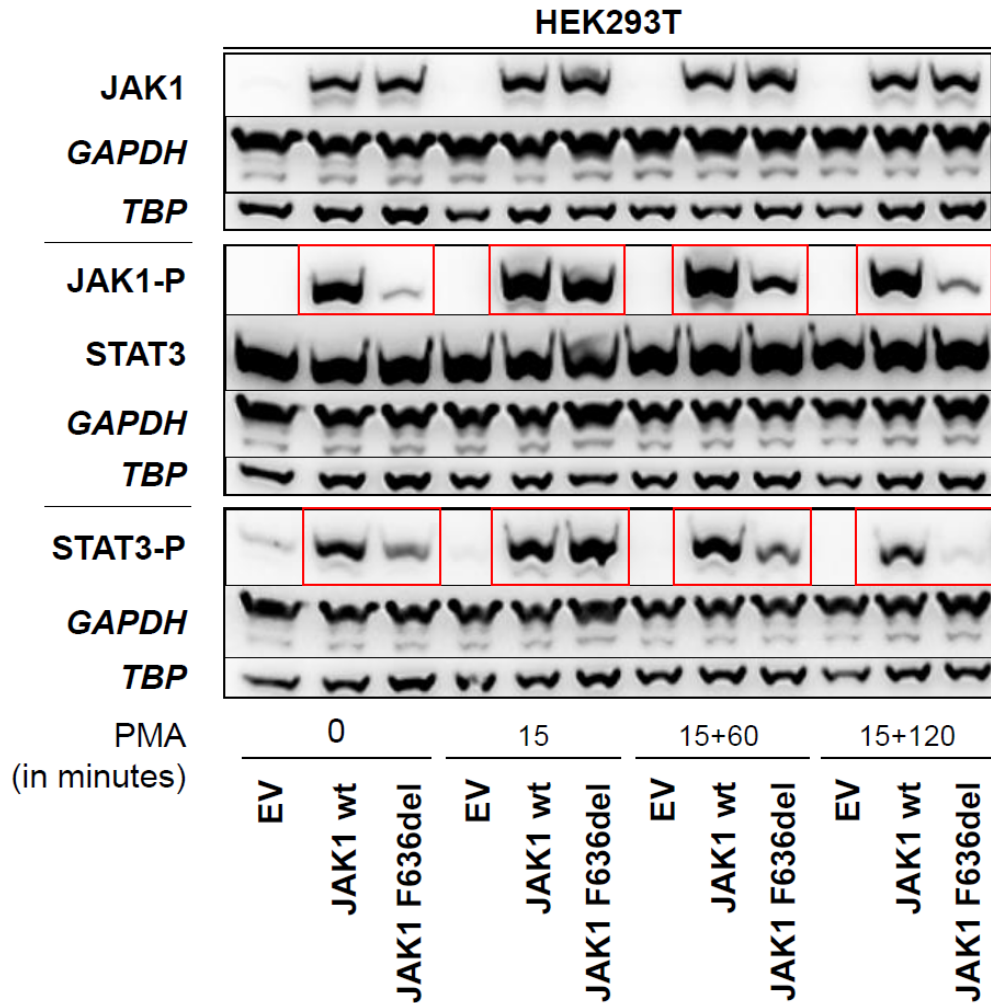 HEK293T
JAK1
GAPDH
TBP
JAK1-P
STAT3
GAPDH
TBP
STAT3-P
GAPDH
TBP
PMA
(in minutes)
0
15
15+60
15+120
EV
JAK1 wt
JAK1 F636del
EV
JAK1 wt
JAK1 F636del
EV
JAK1 wt
JAK1 F636del
EV
JAK1 wt
JAK1 F636del